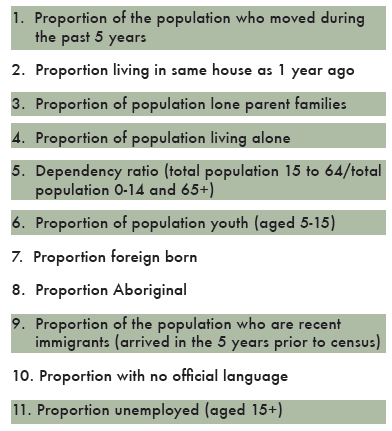 1. Proportion of the population who moved during
the past 5 years
2. Proportion living in same house as 1 year ago
3. Proportion of population lone parent families
4. Proportion of population living alone
5. Dependency ratio (total population 15 to 64/total
population 0-14 and 65+)
6. Proportion of population youth (aged 5-15)
7. Proportion foreign born
8. Proportion Aboriginal
9. Proportion of the population who are recent
immigrants (arrived in the 5 years prior to census)
10. Proportion with no official language
11. Proportion unemployed (aged 15+)